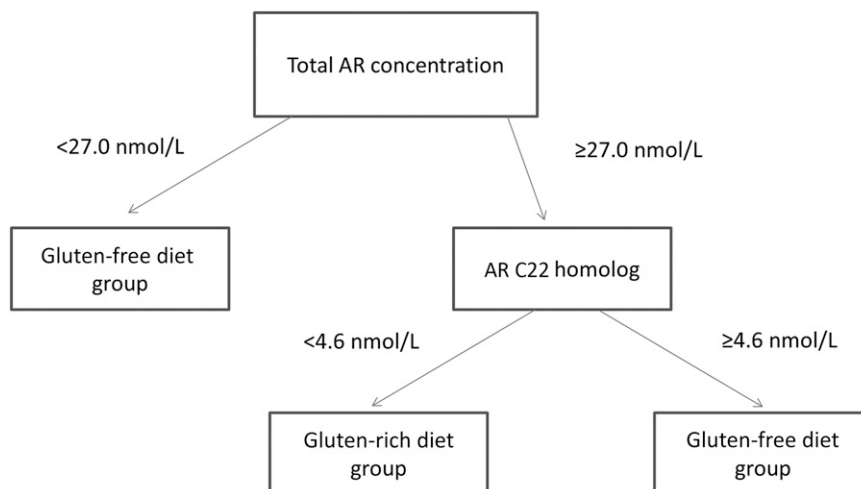 Total AR concentration
<27.0 nmol/L
≥27.0 nmol/L
Gluten-free diet
group
AR C22 homolog
<4.6 nmol/L
≥4.6 nmol/L
Gluten-rich diet
group
Gluten-free diet
group